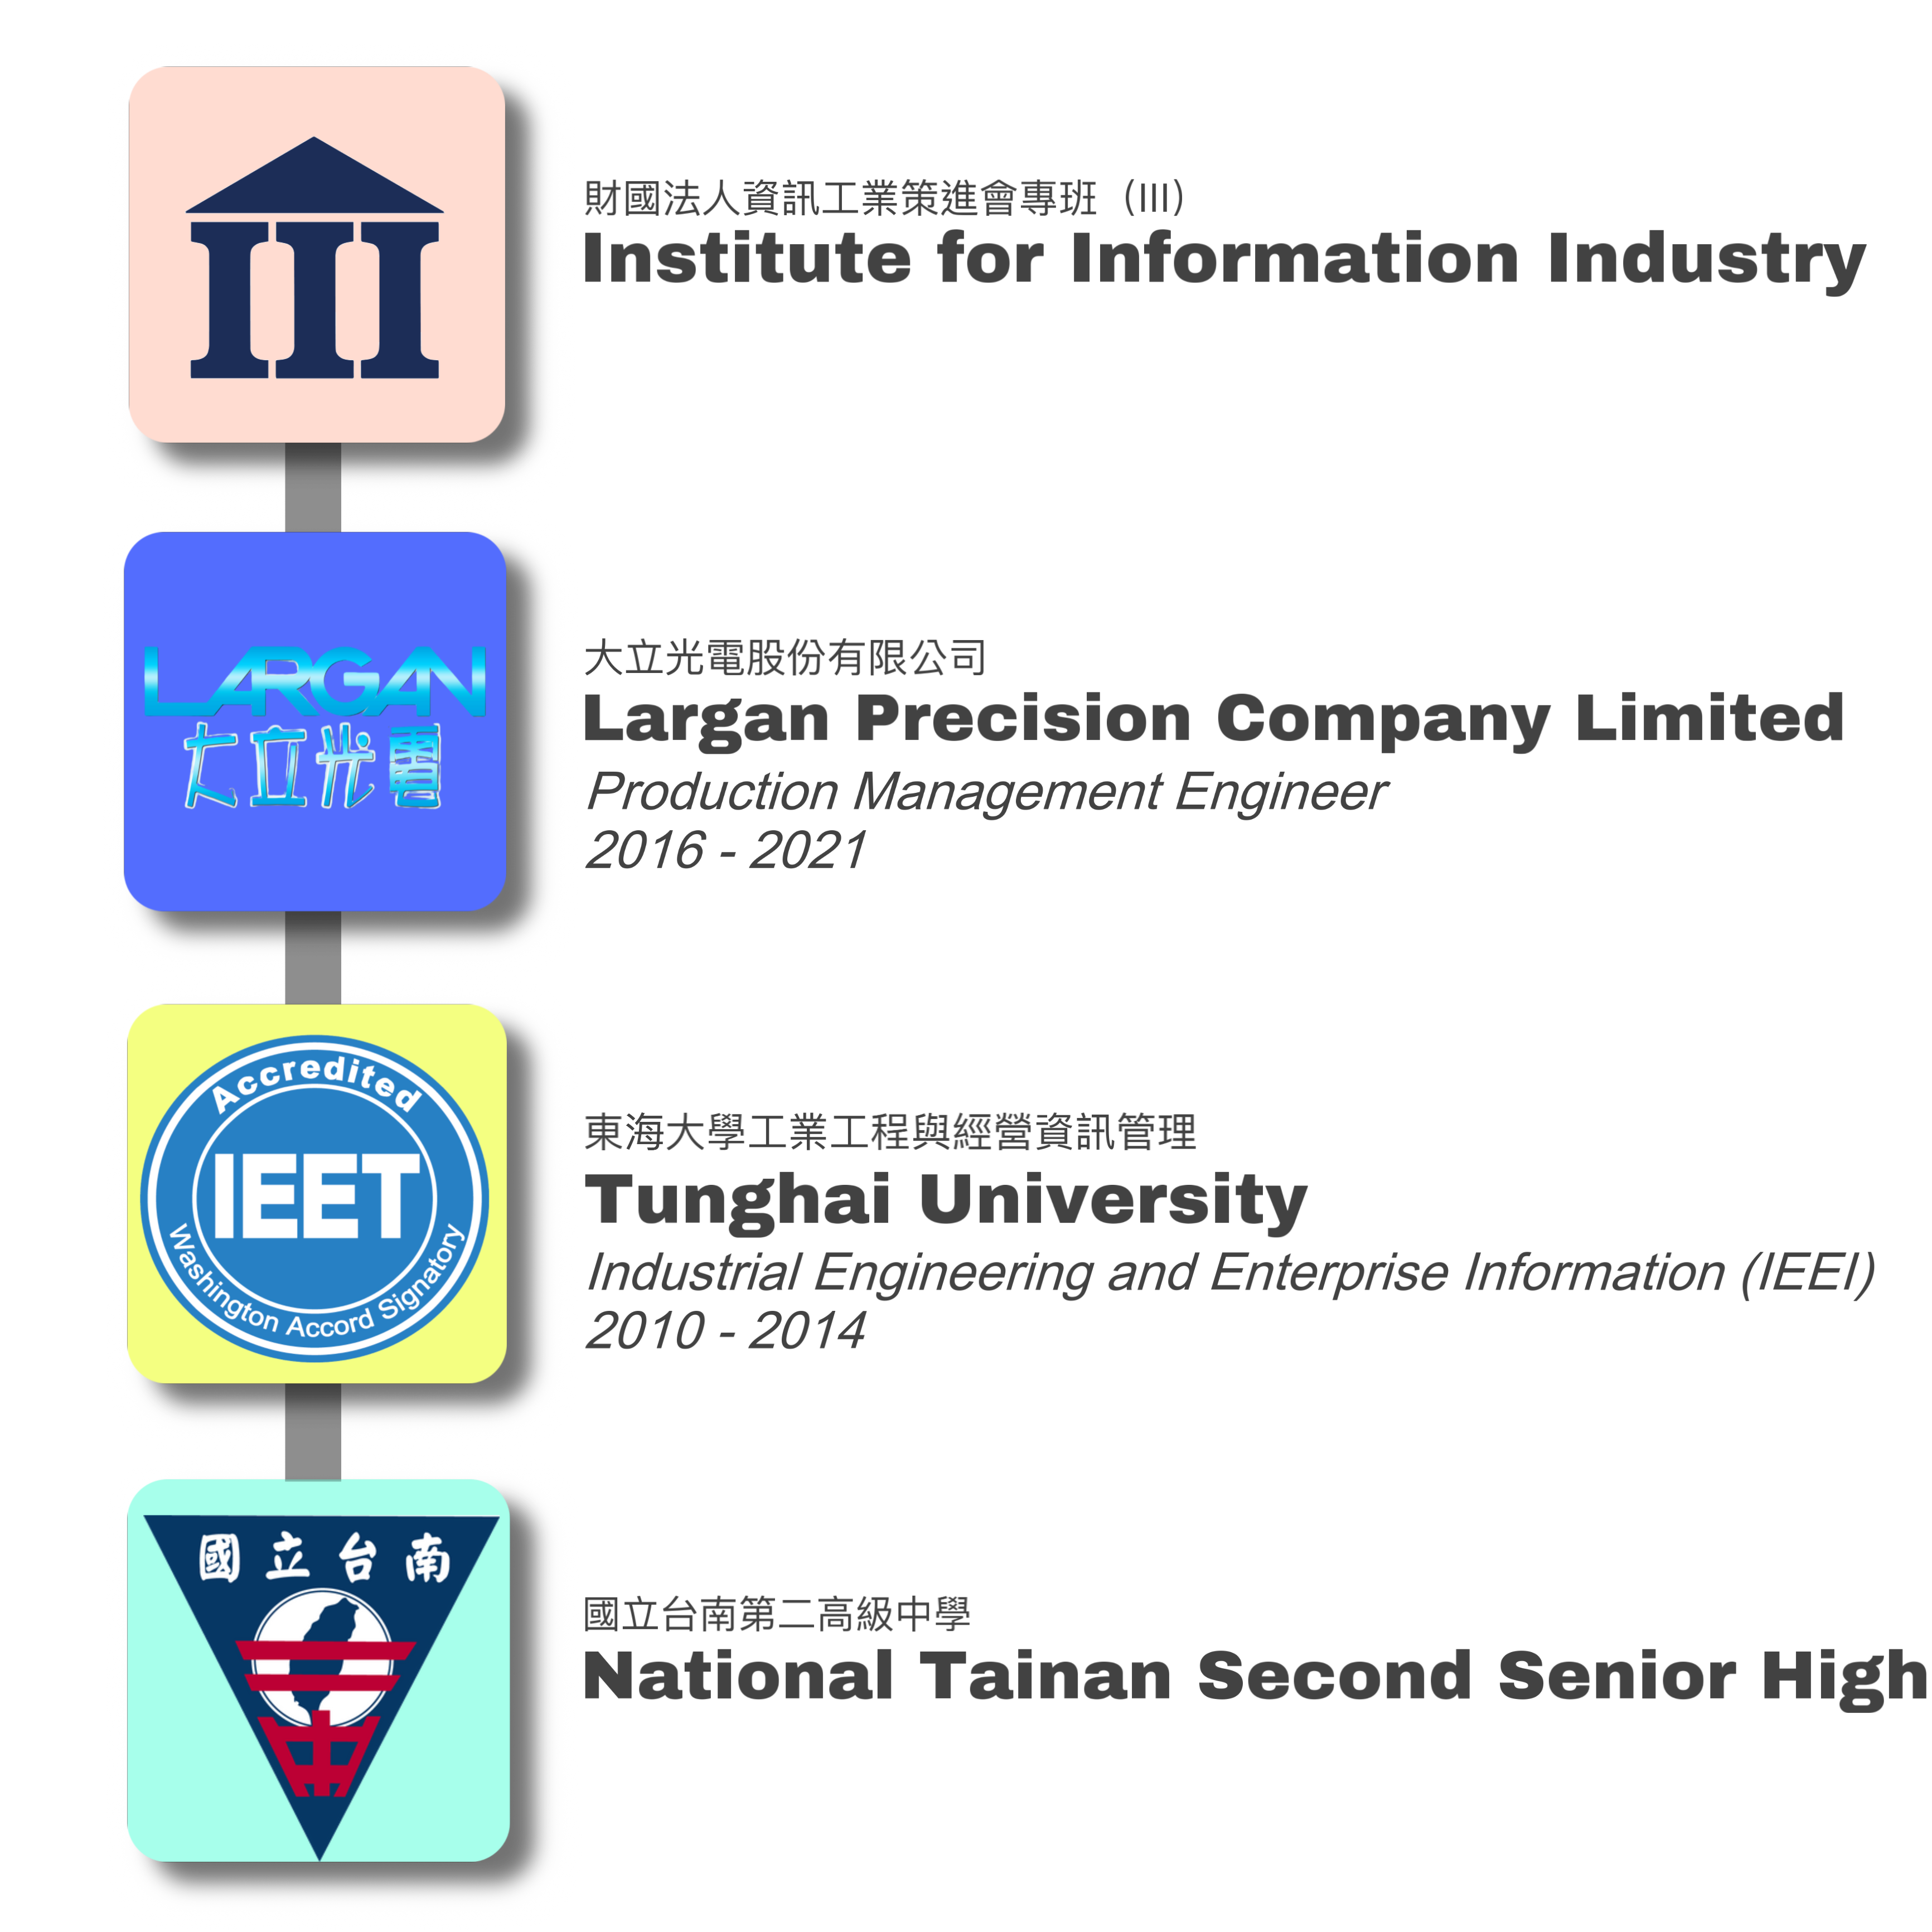 III
財國法人資訊工業策進會專班 (III)
Institute for Information Industry
LARGAN
大立光電
大立光電股份有限公司
Largan Precision Company Limited
Production Management Engineer
2016 - 2021
Accredited
IEET
Washington Accord Signatory
東海大學工業工程與經營資訊管理
Tunghai University
Industrial Engineering and Enterprise Information (IEEI)
2010 - 2014
國立台南
二中
國立台南第二高級中學
National Tainan Second Senior High